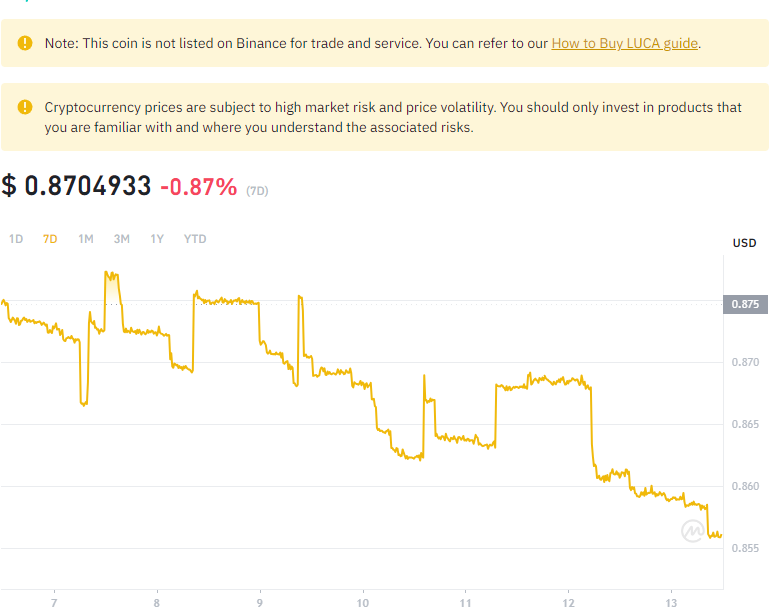 Note: This coin is not listed on Binance for trade and service. You can refer to our How to Buy LUCA guide.
Cryptocurrency prices are subject to high market risk and price volatility. You should only invest in products that
you are familiar with and where you understand the associated risks.
$ 0.8704933 -0.87% (7D)
1D 7D 1M 3M 1Y YTD
USD
0.875
0.870
0.865
0.860
0.855
7 8 9 10 11 12 13